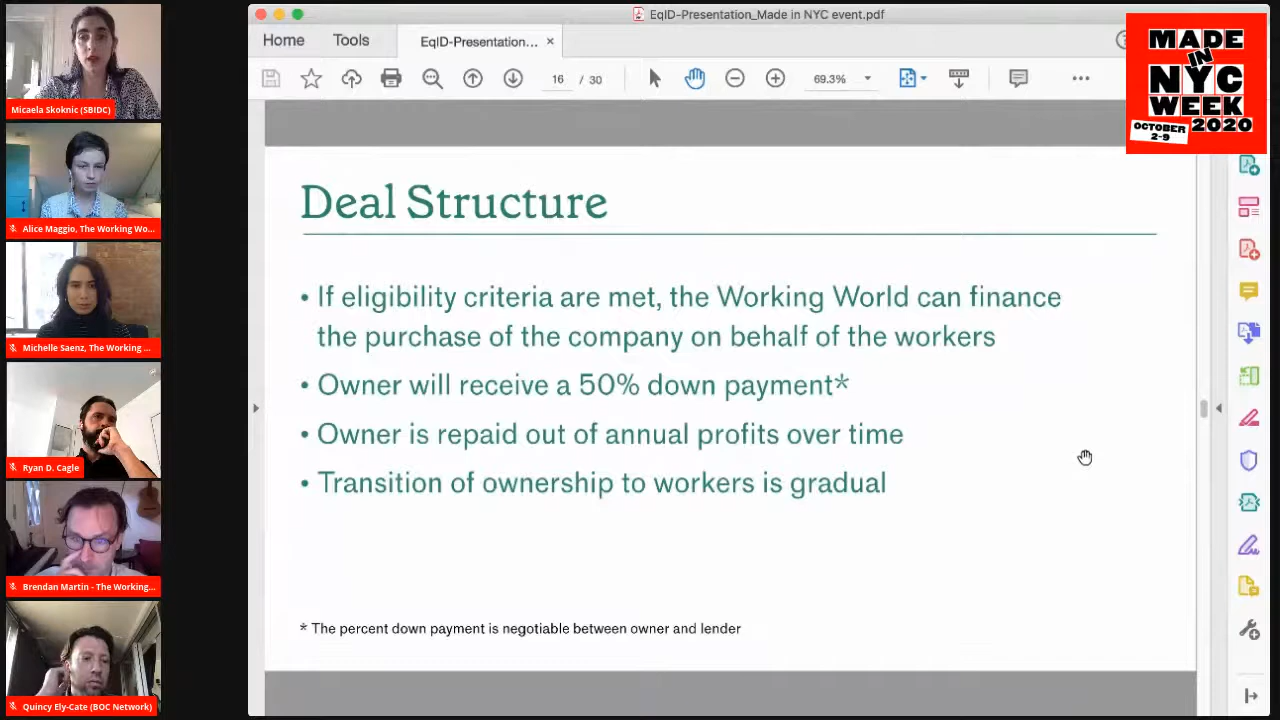 Micaela Skoknic (SBIDC)
Alice Maggio, The Working Wo...
Michelle Saenz, The Working ...
Ryan D. Cagle
Brendan Martin - The Working...
Quincy Ely-Cate (BOC Network)
EqID-Presentation_Made in NYC event.pdf
Home
Tools
EqID-Presentation... ×
16 / 30
69.3%
MADE
IN
NYC
WEEK
OCTOBER
2-9
2020
Deal Structure
• If eligibility criteria are met, the Working World can finance
the purchase of the company on behalf of the workers
• Owner will receive a 50% down payment*
• Owner is repaid out of annual profits over time
• Transition of ownership to workers is gradual
* The percent down payment is negotiable between owner and lender